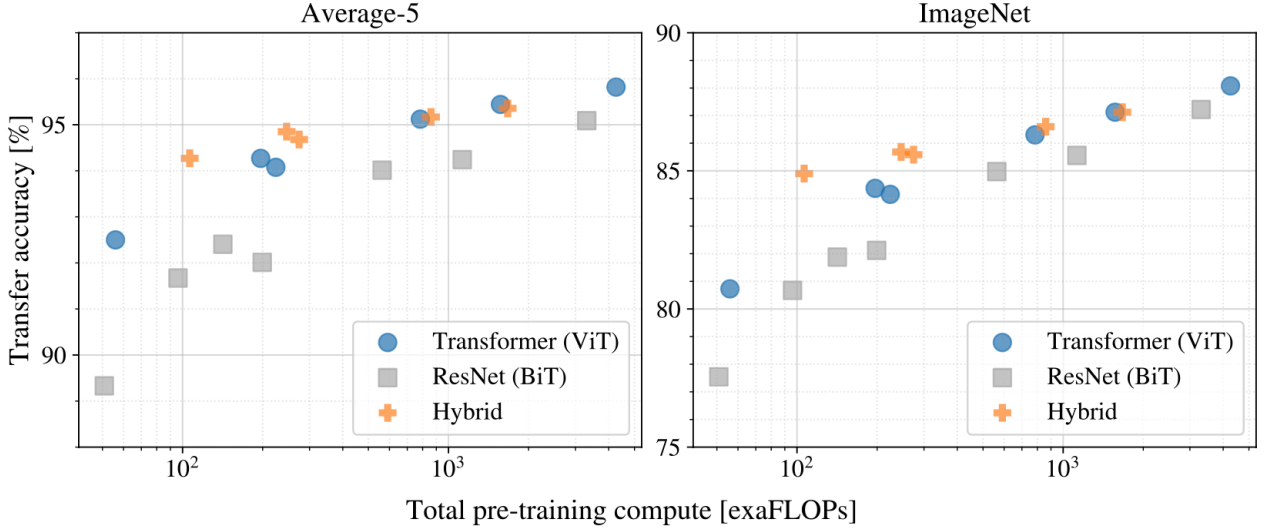 Average-5
ImageNet
Transfer accuracy [%]
95
90
10²
10³
Transformer (ViT)
ResNet (BiT)
Hybrid
90
85
80
75
10²
10³
Transformer (ViT)
ResNet (BiT)
Hybrid
Total pre-training compute [exaFLOPs]